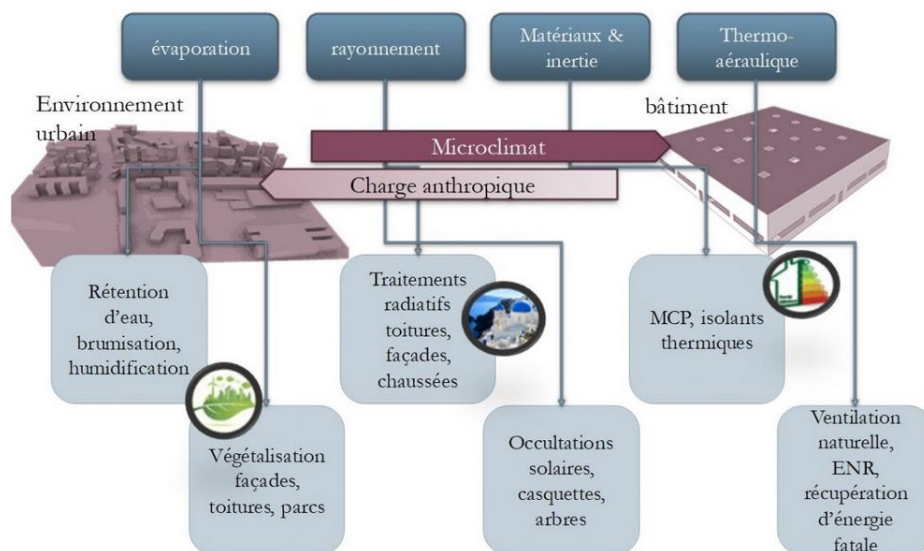 évaporation
rayonnement
Matériaux &
inertie
Thermo-
aéraulique
Environnement
urbain
bâtiment
Microclimat
Charge anthropique
Rétention
d'eau,
brumisation,
humidification
Traitements
radiatifs
toitures,
façades,
chaussées
MCP, isolants
thermiques
Végétalisation
façades,
toitures, parcs
Occultations
solaires,
casquettes,
arbres
Ventilation
naturelle,
ENR,
récupération
d'énergie
fatale